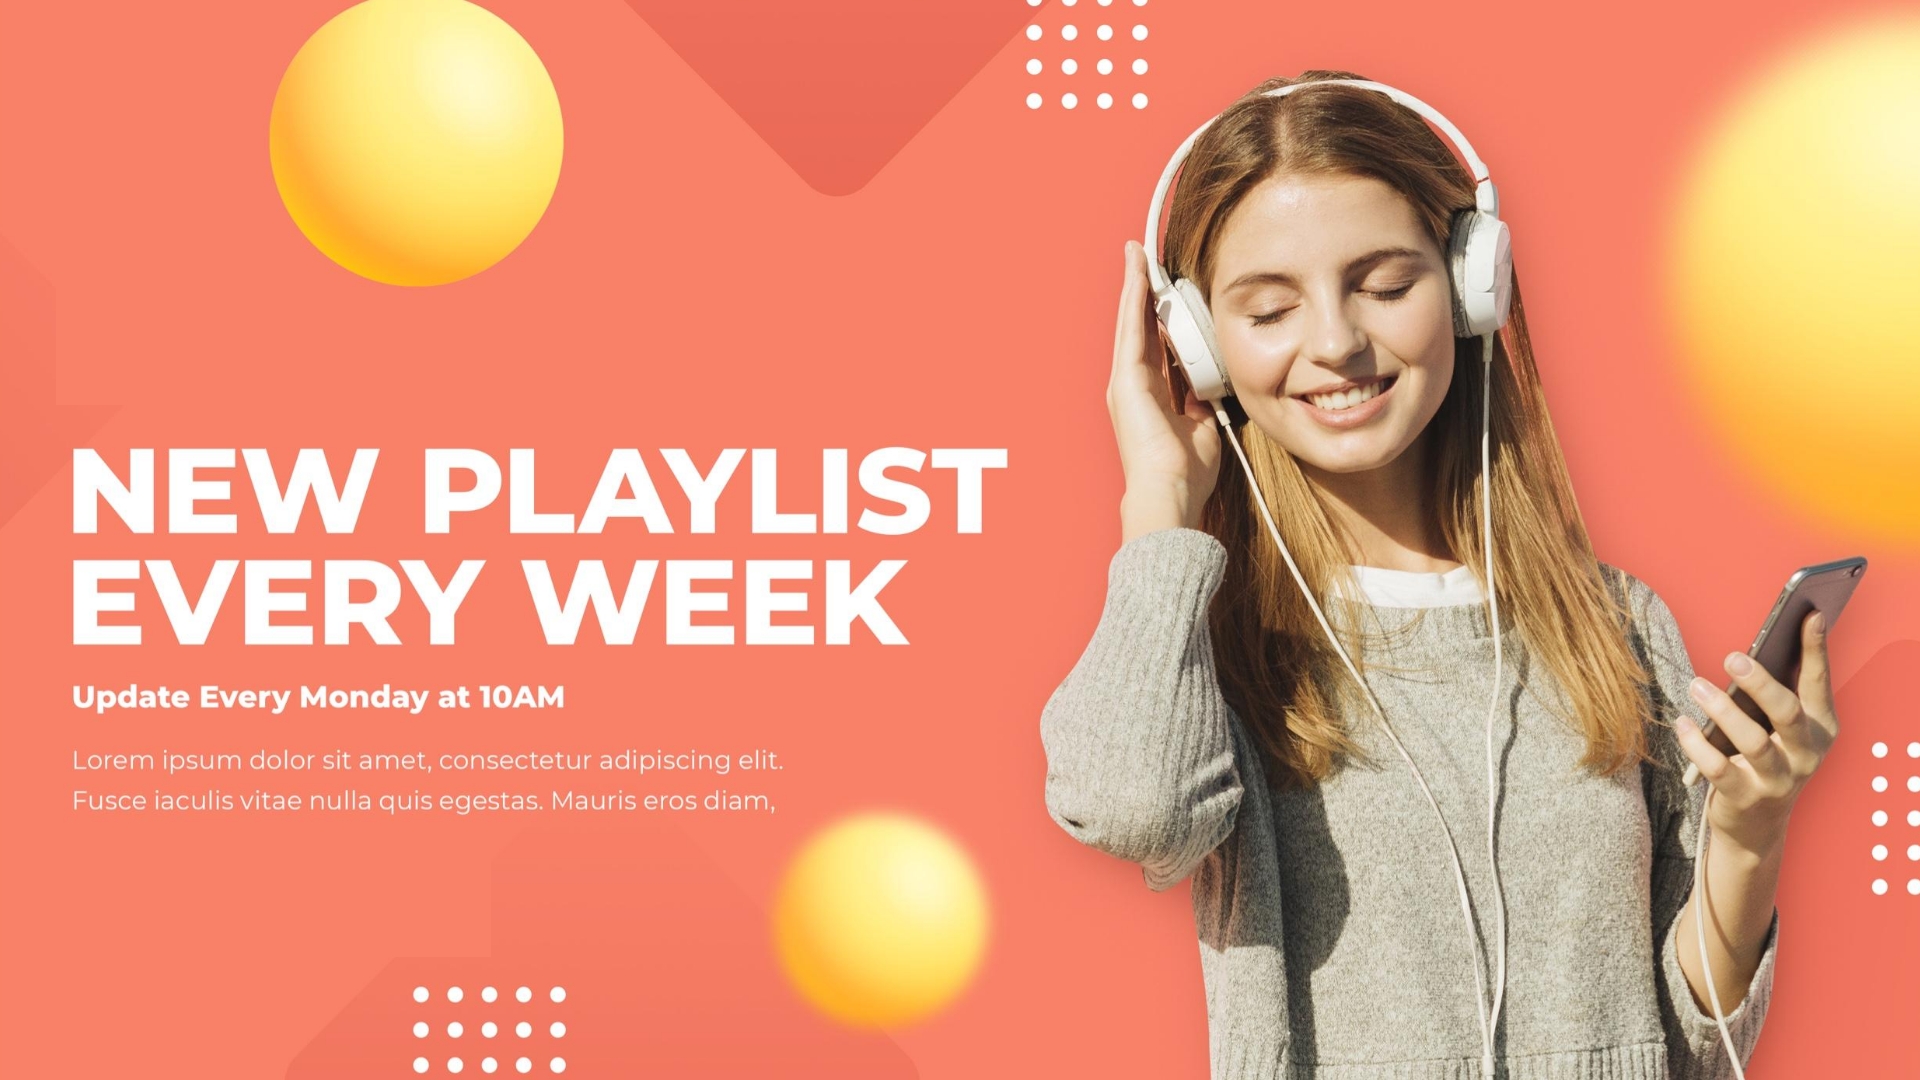 NEW PLAYLIST
EVERY WEEK
Update Every Monday at 10AM
Lorem ipsum dolor sit amet, consectetur adipiscing elit.
Fusce iaculis vitae nulla quis egestas. Mauris eros diam,